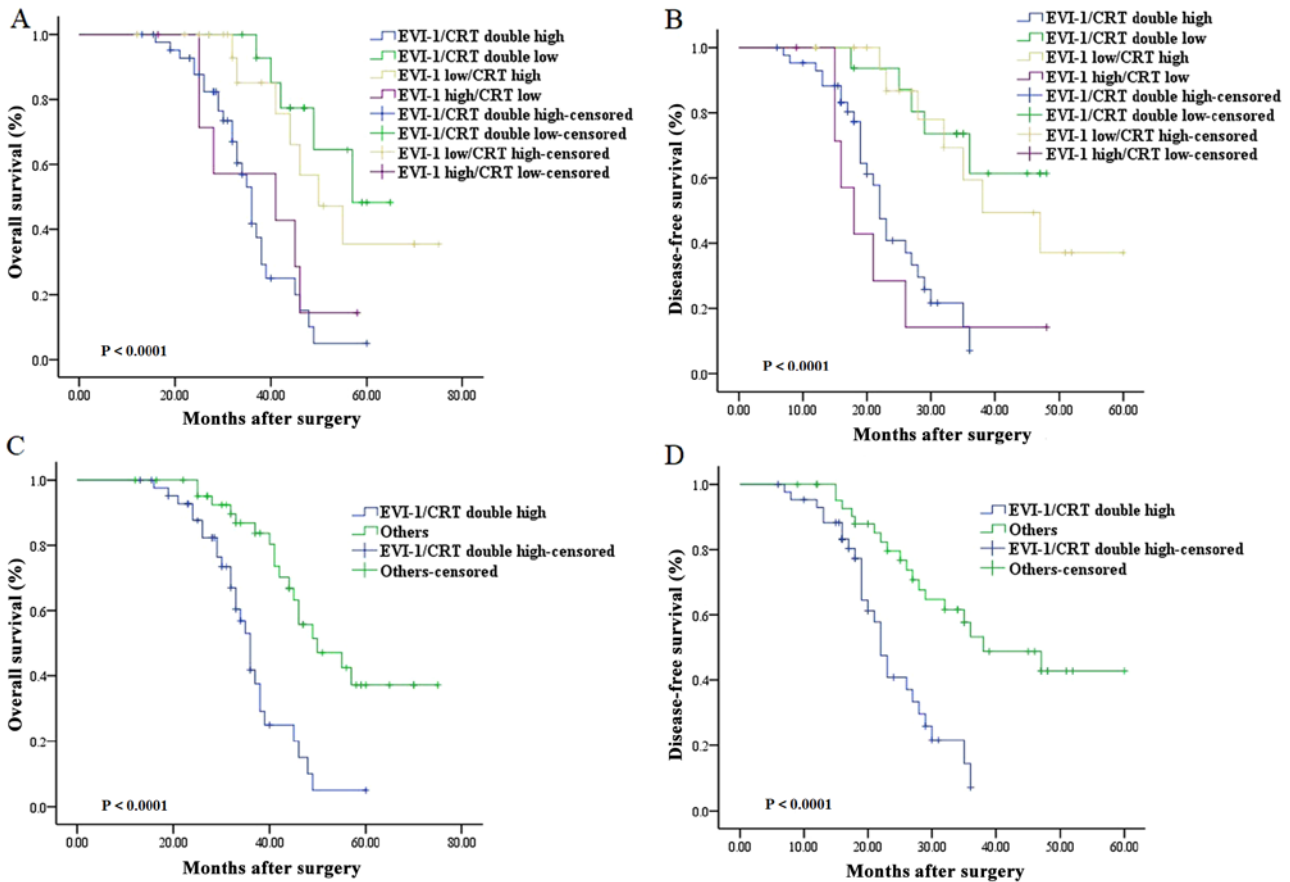 A
EVI-1/CRT double high
EVI-1/CRT double low
EVI-1 low/CRT high
EVI-1 high/CRT low
EVI-1/CRT double high-censored
EVI-1/CRT double low-censored
EVI-1 low/CRT high-censored
EVI-1 high/CRT low-censored
Overall survival (%)
1.0
0.8
0.6
0.4
0.2
0.0
P < 0.0001
0.00 20.00 40.00 60.00 80.00
Months after surgery
B
EVI-1/CRT double high
EVI-1/CRT double low
EVI-1 low/CRT high
EVI-1 high/CRT low
EVI-1/CRT double high-censored
EVI-1/CRT double low-censored
EVI-1 low/CRT high-censored
EVI-1 high/CRT low-censored
Disease-free survival (%)
1.0
0.8
0.6
0.4
0.2
0.0
P < 0.0001
0.00 10.00 20.00 30.00 40.00 50.00 60.00
Months after surgery
C
EVI-1/CRT double high
Others
EVI-1/CRT double high-censored
Others-censored
Overall survival (%)
1.0
0.8
0.6
0.4
0.2
0.0
P < 0.0001
0.00 20.00 40.00 60.00 80.00
Months after surgery
D
EVI-1/CRT double high
Others
EVI-1/CRT double high-censored
Others-censored
Disease-free survival (%)
1.0
0.8
0.6
0.4
0.2
0.0
P < 0.0001
0.00 10.00 20.00 30.00 40.00 50.00 60.00
Months after surgery